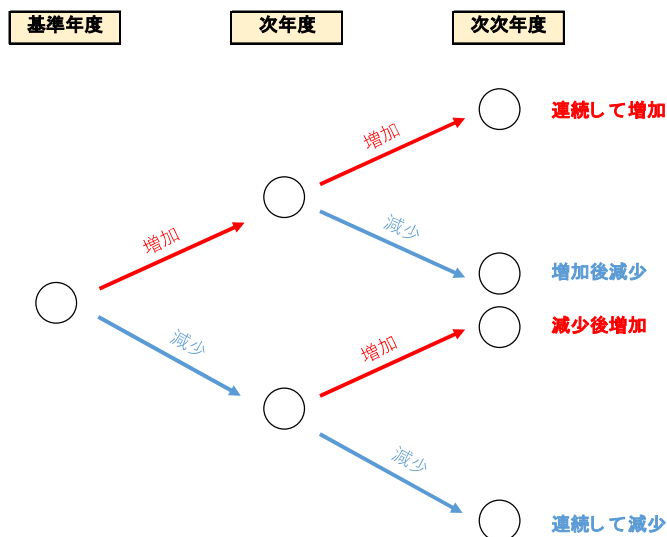 基準年度
次年度
次次年度
連続して増加
増加
増加
減少
増加後減少
減少後増加
減少
増加
減少
連続して減少